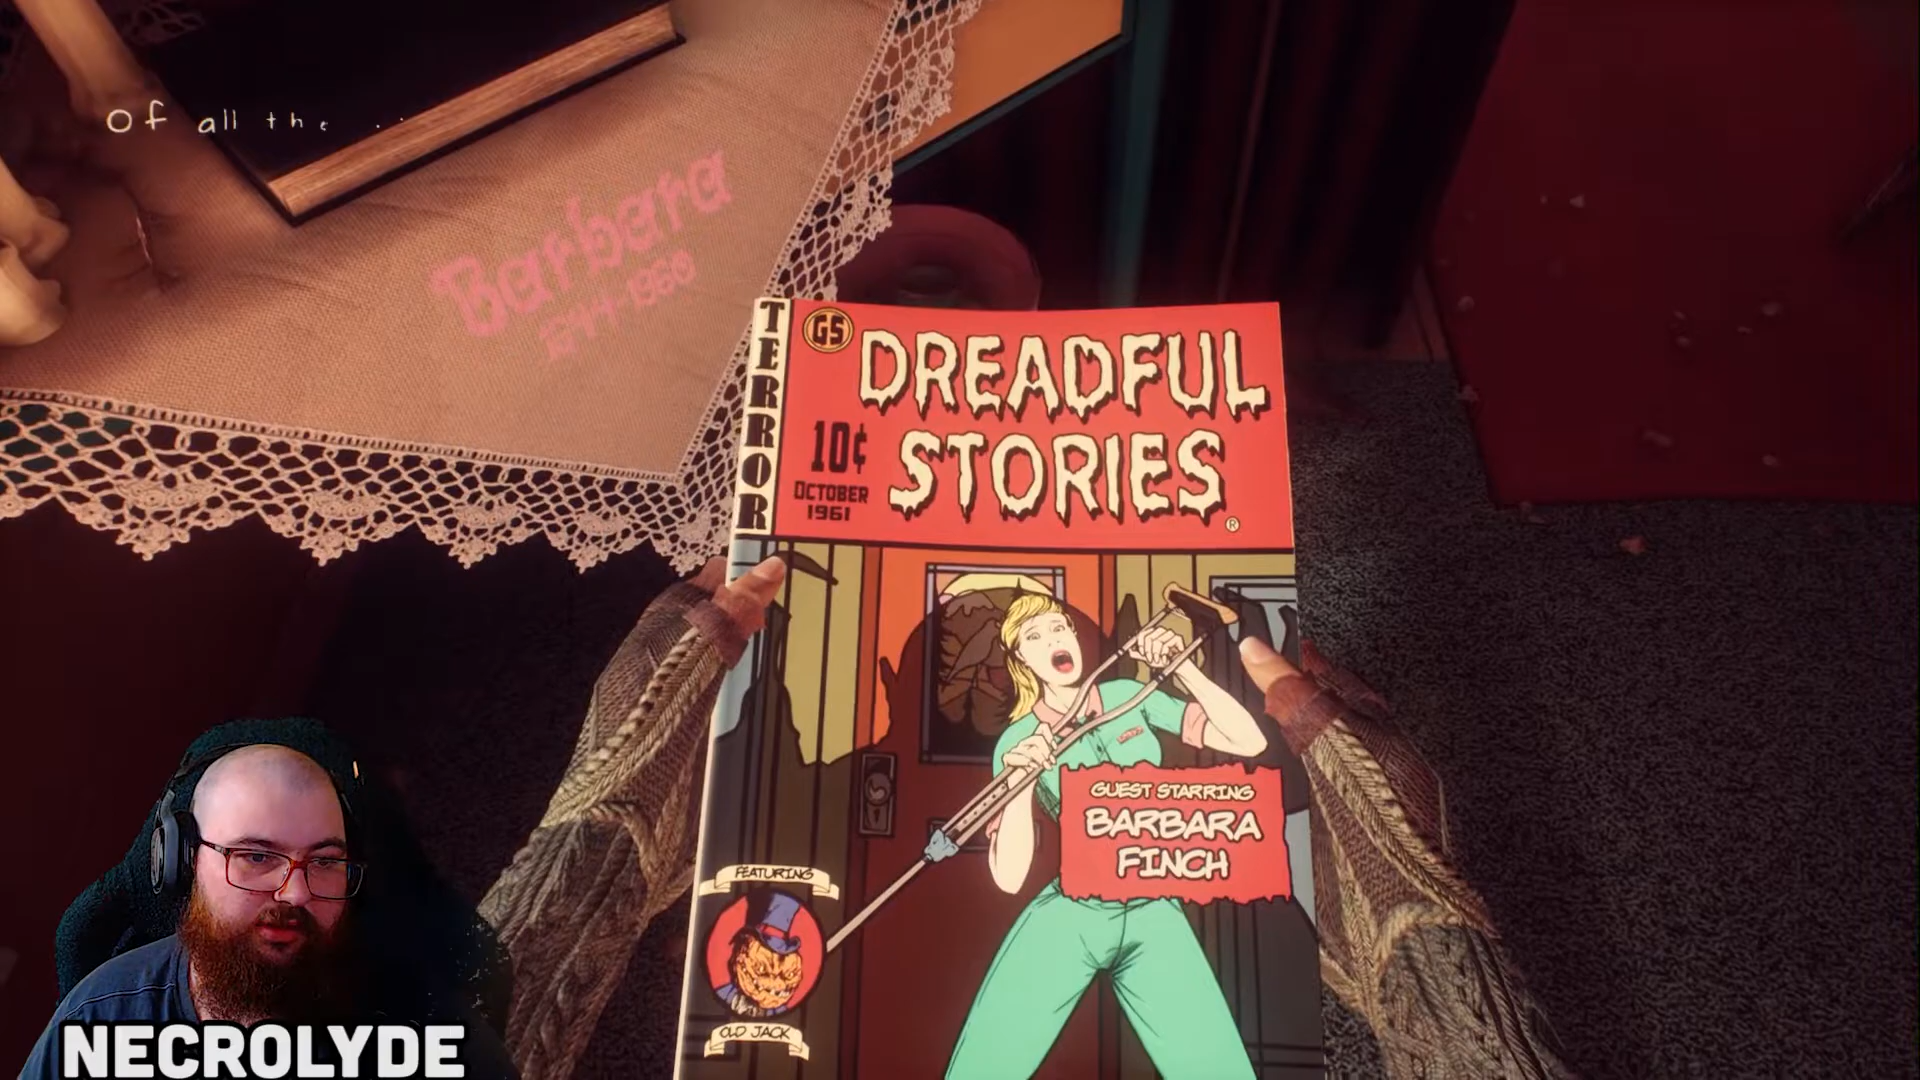 Of all the ...
Barbara
1944-1960
TERROR
GS
DREADFUL
STORIES
®
10¢
OCTOBER
1961
GUEST STARRING
BARBARA
FINCH
FEATURING
OLD JACK
NECROLYDE